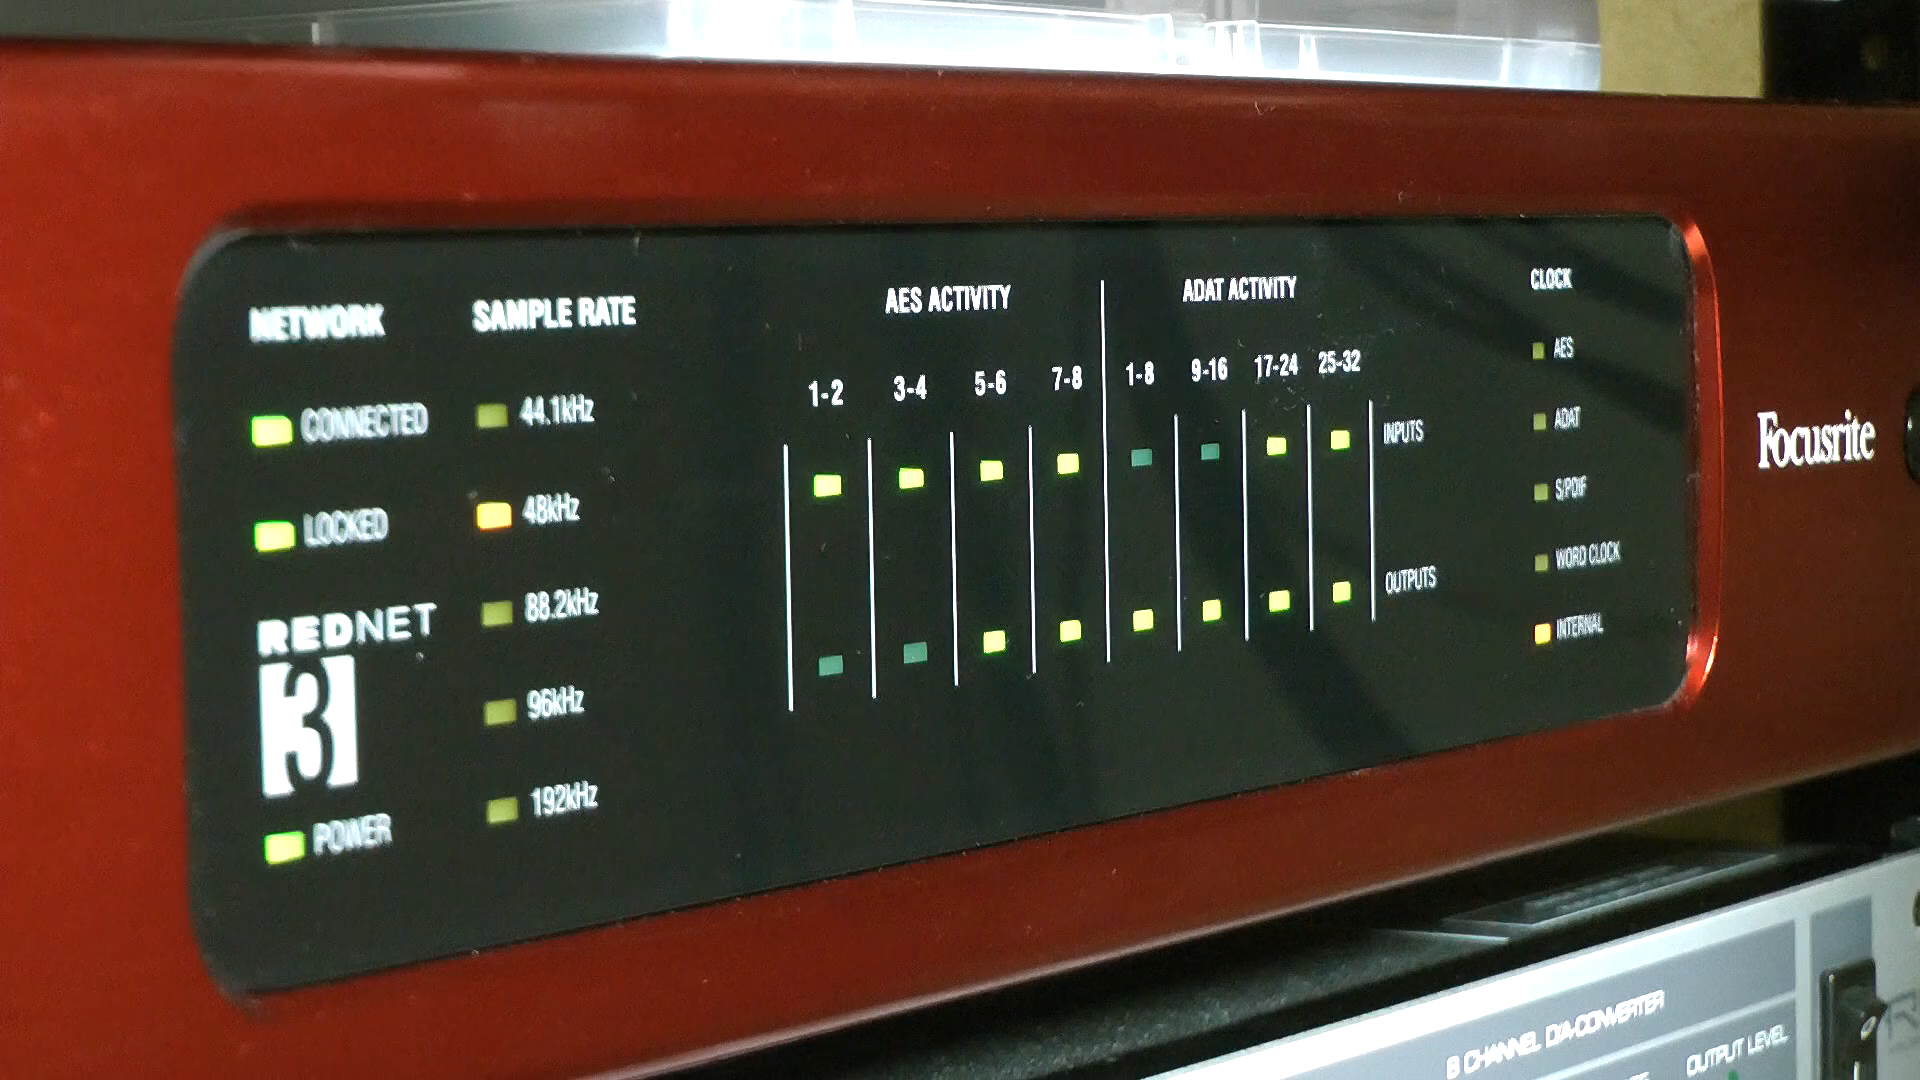 NETWORK
CONNECTED
LOCKED
REDNET
3
POWER
SAMPLE RATE
44.1kHz
48kHz
88.2kHz
96kHz
192kHz
AES ACTIVITY
1-2 3-4 5-6 7-8
ADAT ACTIVITY
1-8 9-16 17-24 25-32
INPUTS
OUTPUTS
CLOCK
AES
ADAT
S/PDIF
WORD CLOCK
INTERNAL
Focusrite
8 CHANNEL D/A-CONVERTER
OUTPUT LEVEL